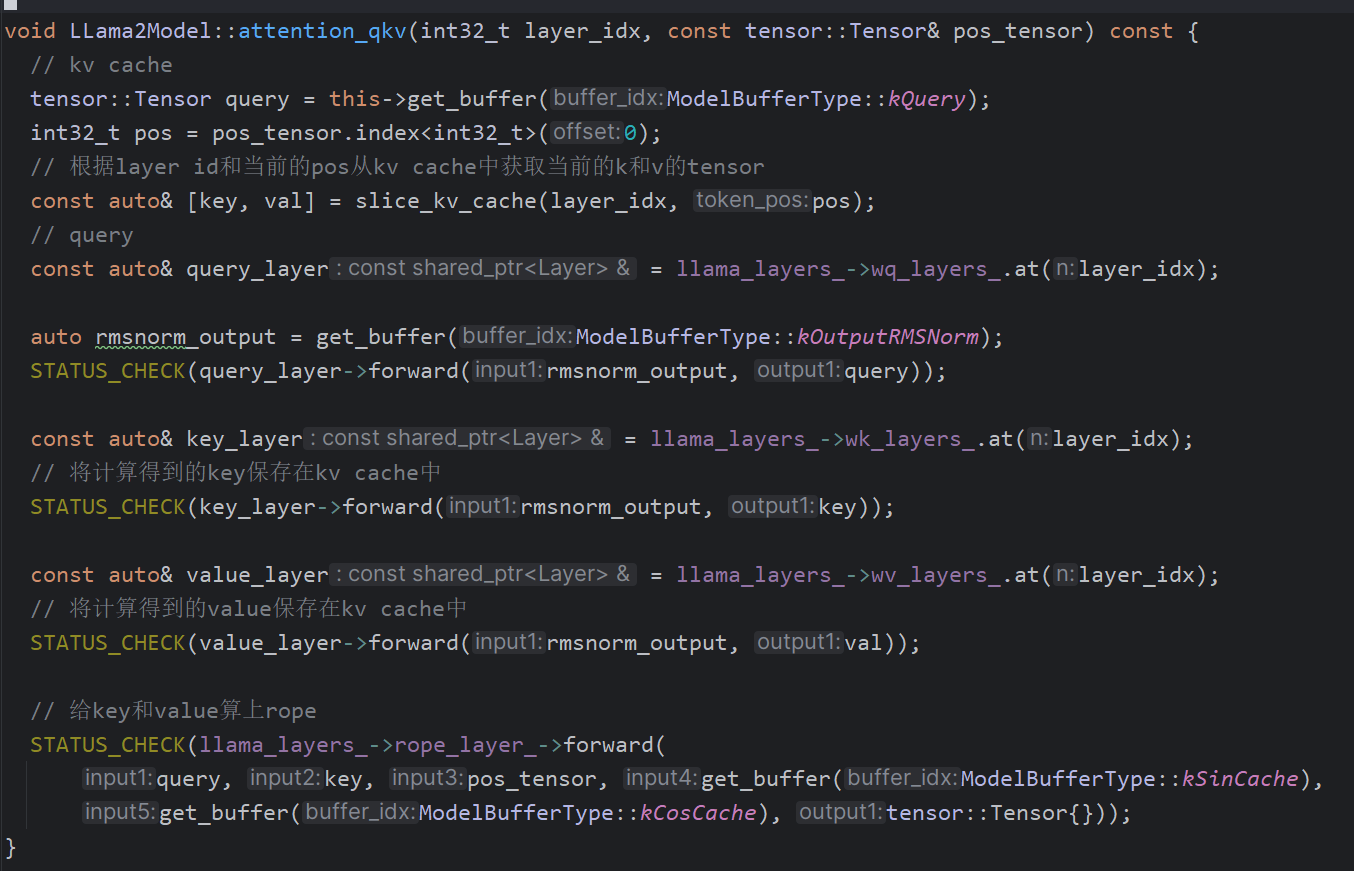 void LLama2Model::attention_qkv(int32_t layer_idx, const tensor::Tensor& pos_tensor) const {
// kv cache
tensor::Tensor query = this->get_buffer(buffer_idx:ModelBufferType::kQuery);
int32_t pos = pos_tensor.index<int32_t>(offset:0);
// 根据layer id和当前的pos从kv cache中获取当前的k和v的tensor
const auto& [key, val] = slice_kv_cache(layer_idx, token_pos:pos);
// query
const auto& query_layer: const shared_ptr<Layer> & = llama_layers_->wq_layers_.at(n:layer_idx);
auto rmsnorm_output = get_buffer(buffer_idx:ModelBufferType::kOutputRMSNorm);
STATUS_CHECK(query_layer->forward(input1:rmsnorm_output, output1:query));
const auto& key_layer: const shared_ptr<Layer> & = llama_layers_->wk_layers_.at(n:layer_idx);
// 将计算得到的key保存在kv cache中
STATUS_CHECK(key_layer->forward(input1:rmsnorm_output, output1:key));
const auto& value_layer: const shared_ptr<Layer> & = llama_layers_->wv_layers_.at(n:layer_idx);
// 将计算得到的value保存在kv cache中
STATUS_CHECK(value_layer->forward(input1:rmsnorm_output, output1:val));
// 给key和value算上rope
STATUS_CHECK(llama_layers_->rope_layer_->forward(
input1:query, input2:key, input3:pos_tensor, input4:get_buffer(buffer_idx:ModelBufferType::kSinCache),
input5:get_buffer(buffer_idx:ModelBufferType::kCosCache), output1:tensor::Tensor{}));
}